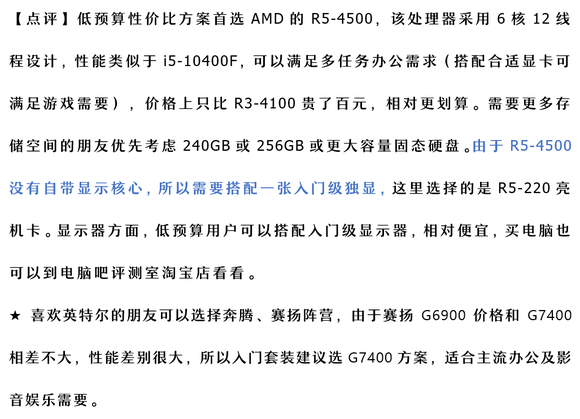 【点评】低预算性价比方案首选 AMD 的 R5-4500，该处理器采用 6 核 12 线
程设计，性能类似于 i5-10400F，可以满足多任务办公需求（搭配合适显卡可
满足游戏需要），价格上只比 R3-4100 贵了百元，相对更划算。需要更多存
储空间的朋友优先考虑 240GB 或 256GB 或更大容量固态硬盘。由于 R5-4500
没有自带显示核心，所以需要搭配一张入门级独显，这里选择的是 R5-220 亮
机卡。显示器方面，低预算用户可以搭配入门级显示器，相对便宜，买电脑也
可以到电脑吧评测室淘宝店看看。
★ 喜欢英特尔的朋友可以选择奔腾、赛扬阵营，由于赛扬 G6900 价格和 G7400
相差不大，性能差别很大，所以入门套装建议选 G7400 方案，适合主流办公及影
音娱乐需要。